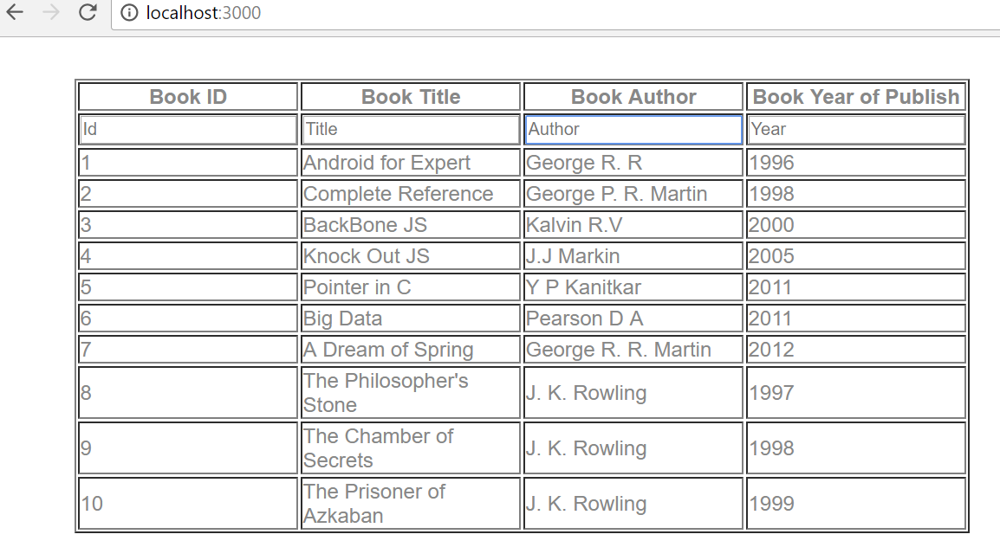 localhost:3000
Book ID Book Title Book Author Book Year of Publish
Id Title Author Year
1 Android for Expert George R. R 1996
2 Complete Reference George P. R. Martin 1998
3 BackBone JS Kalvin R.V 2000
4 Knock Out JS J.J Markin 2005
5 Pointer in C Y P Kanitkar 2011
6 Big Data Pearson D A 2011
7 A Dream of Spring George R. R. Martin 2012
8 The Philosopher's
Stone J. K. Rowling 1997
9 The Chamber of
Secrets J. K. Rowling 1998
10 The Prisoner of
Azkaban J. K. Rowling 1999